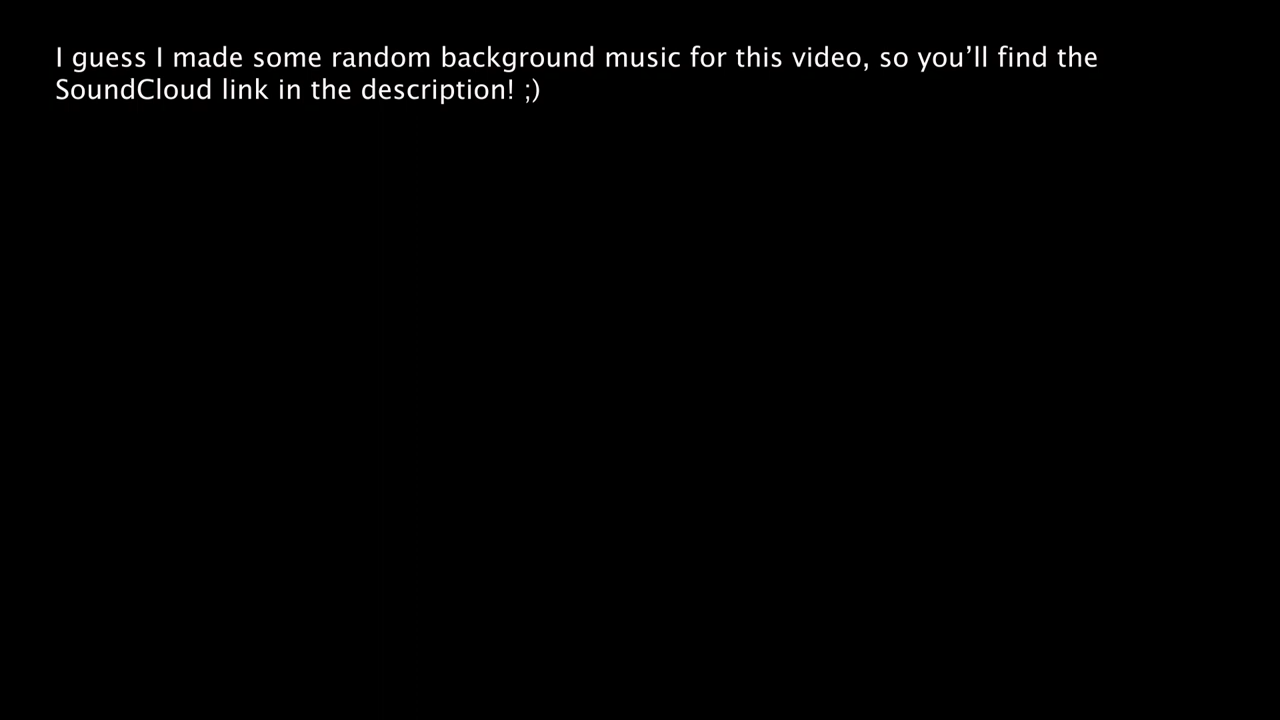 I guess I made some random background music for this video, so you’ll find the
SoundCloud link in the description! ;)